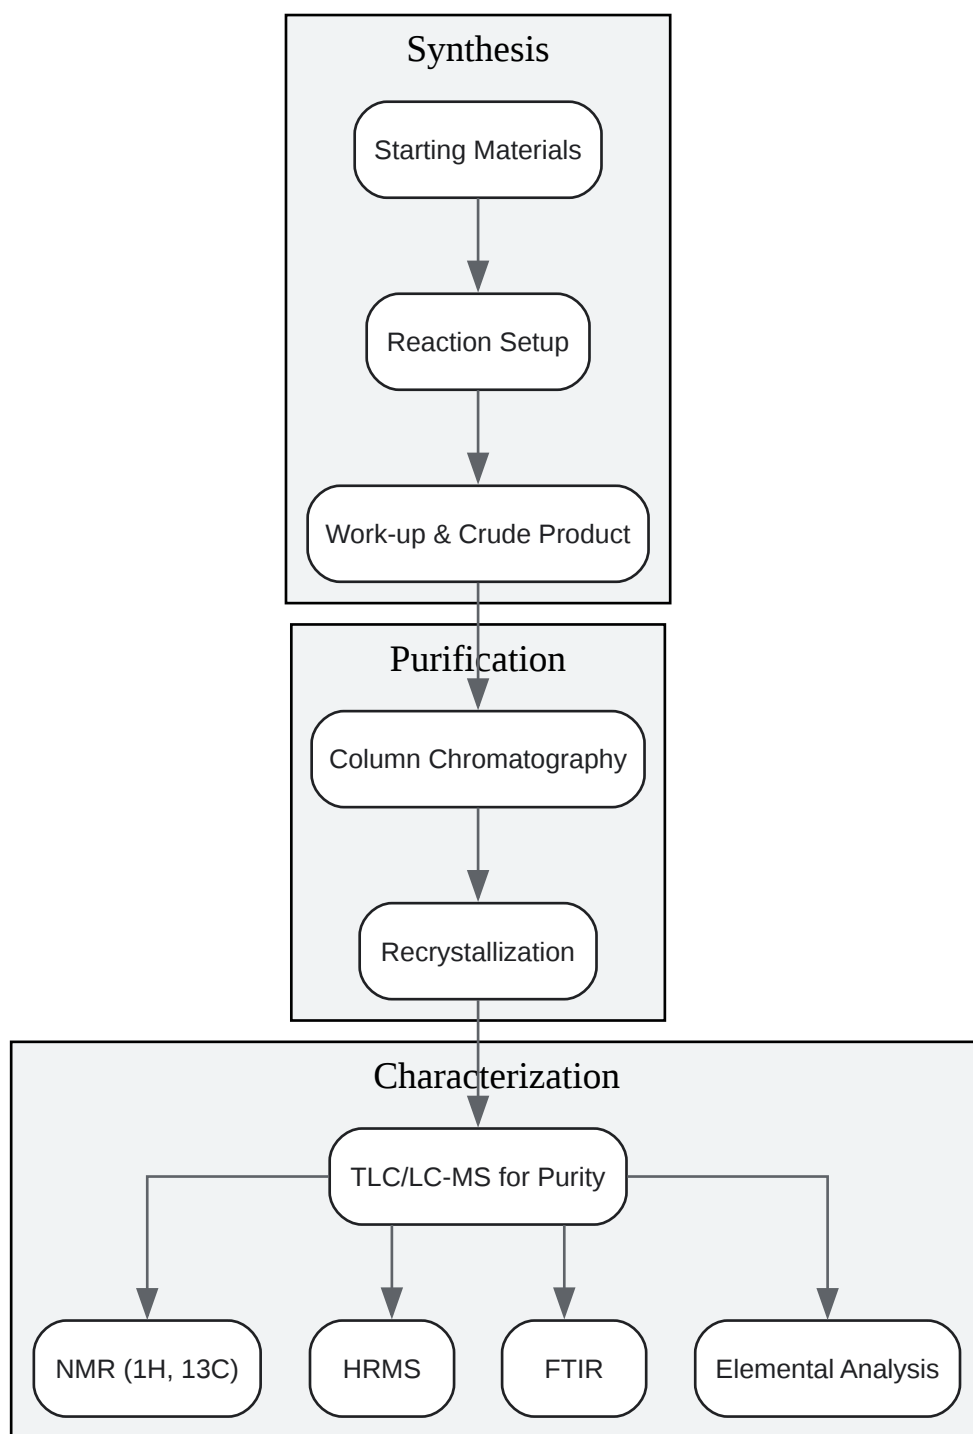 Synthesis
Starting Materials
Reaction Setup
Work-up & Crude Product
Purification
Column Chromatography
Recrystallization
Characterization
TLC/LC-MS for Purity
NMR (1H, 13C)
HRMS
FTIR
Elemental Analysis